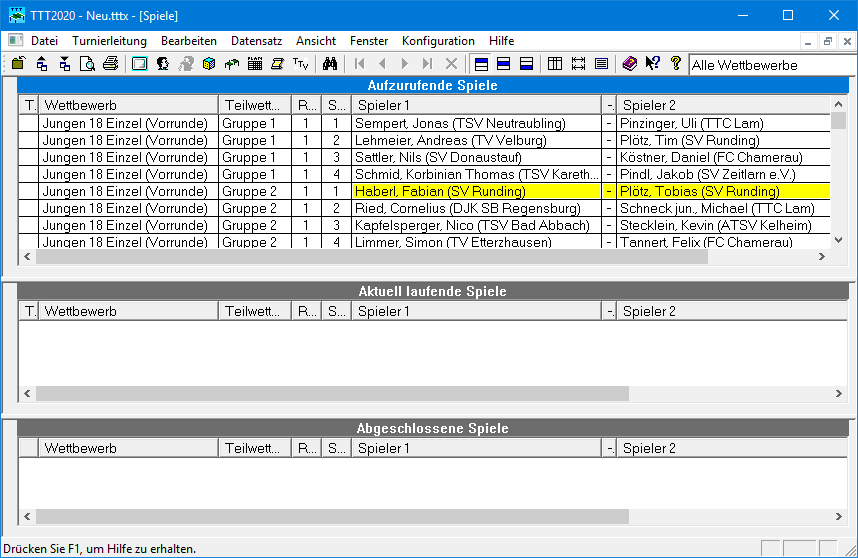 TTT2020 - Neu.tttx - [Spiele]
Datei Turnierleitung Bearbeiten Datensatz Ansicht Fenster Konfiguration Hilfe
Alle Wettbewerbe
Aufzurufende Spiele
T. Wettbewerb Teilwett... R... S... Spieler 1 -. Spieler 2
Jungen 18 Einzel (Vorrunde) Gruppe 1 1 1 Sempert, Jonas (TSV Neutraubling) - Pinzinger, Uli (TTC Lam)
Jungen 18 Einzel (Vorrunde) Gruppe 1 1 2 Lehmeier, Andreas (TV Velburg) - Plötz, Tim (SV Runding)
Jungen 18 Einzel (Vorrunde) Gruppe 1 1 3 Sattler, Nils (SV Donaustauf) - Köstner, Daniel (FC Chamerau)
Jungen 18 Einzel (Vorrunde) Gruppe 1 1 4 Schmid, Korbinian Thomas (TSV Kareth... - Pindl, Jakob (SV Zeitlarn e.V.)
Jungen 18 Einzel (Vorrunde) Gruppe 2 1 1 Haberl, Fabian (SV Runding) - Plötz, Tobias (SV Runding)
Jungen 18 Einzel (Vorrunde) Gruppe 2 1 2 Ried, Cornelius (DJK SB Regensburg) - Schneck jun., Michael (TTC Lam)
Jungen 18 Einzel (Vorrunde) Gruppe 2 1 3 Kapfelsperger, Nico (TSV Bad Abbach) - Stecklein, Kevin (ATSV Kelheim)
Jungen 18 Einzel (Vorrunde) Gruppe 2 1 4 Limmer, Simon (TV Etterzhausen) - Tannert, Felix (FC Chamerau)
Aktuell laufende Spiele
T. Wettbewerb Teilwett... R... S... Spieler 1 -. Spieler 2
Abgeschlossene Spiele
Wettbewerb Teilwett... R... S... Spieler 1 -. Spieler 2
Drücken Sie F1, um Hilfe zu erhalten.